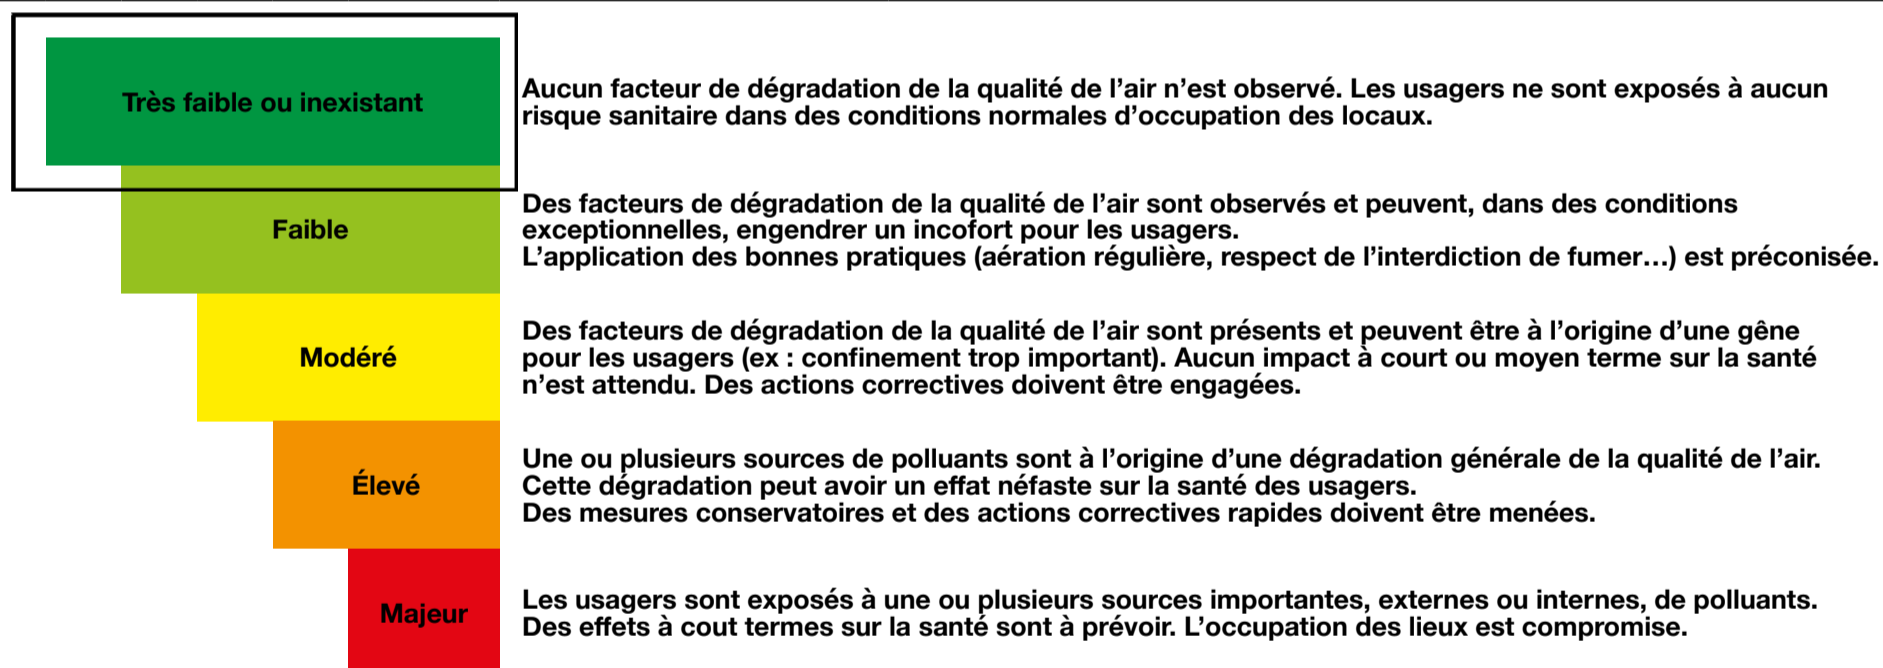 Très faible ou inexistant
Aucun facteur de dégradation de la qualité de l’air n’est observé. Les usagers ne sont exposés à aucun
risque sanitaire dans des conditions normales d’occupation des locaux.
Faible
Des facteurs de dégradation de la qualité de l’air sont observés et peuvent, dans des conditions
exceptionnelles, engendrer un incofort pour les usagers.
L’application des bonnes pratiques (aération régulière, respect de l’interdiction de fumer…) est préconisée.
Modéré
Des facteurs de dégradation de la qualité de l’air sont présents et peuvent être à l’origine d’une gêne
pour les usagers (ex : confinement trop important). Aucun impact à court ou moyen terme sur la santé
n’est attendu. Des actions correctives doivent être engagées.
Élevé
Une ou plusieurs sources de polluants sont à l’origine d’une dégradation générale de la qualité de l’air.
Cette dégradation peut avoir un effat néfaste sur la santé des usagers.
Des mesures conservatoires et des actions correctives rapides doivent être menées.
Majeur
Les usagers sont exposés à une ou plusieurs sources importantes, externes ou internes, de polluants.
Des effets à cout termes sur la santé sont à prévoir. L’occupation des lieux est compromise.